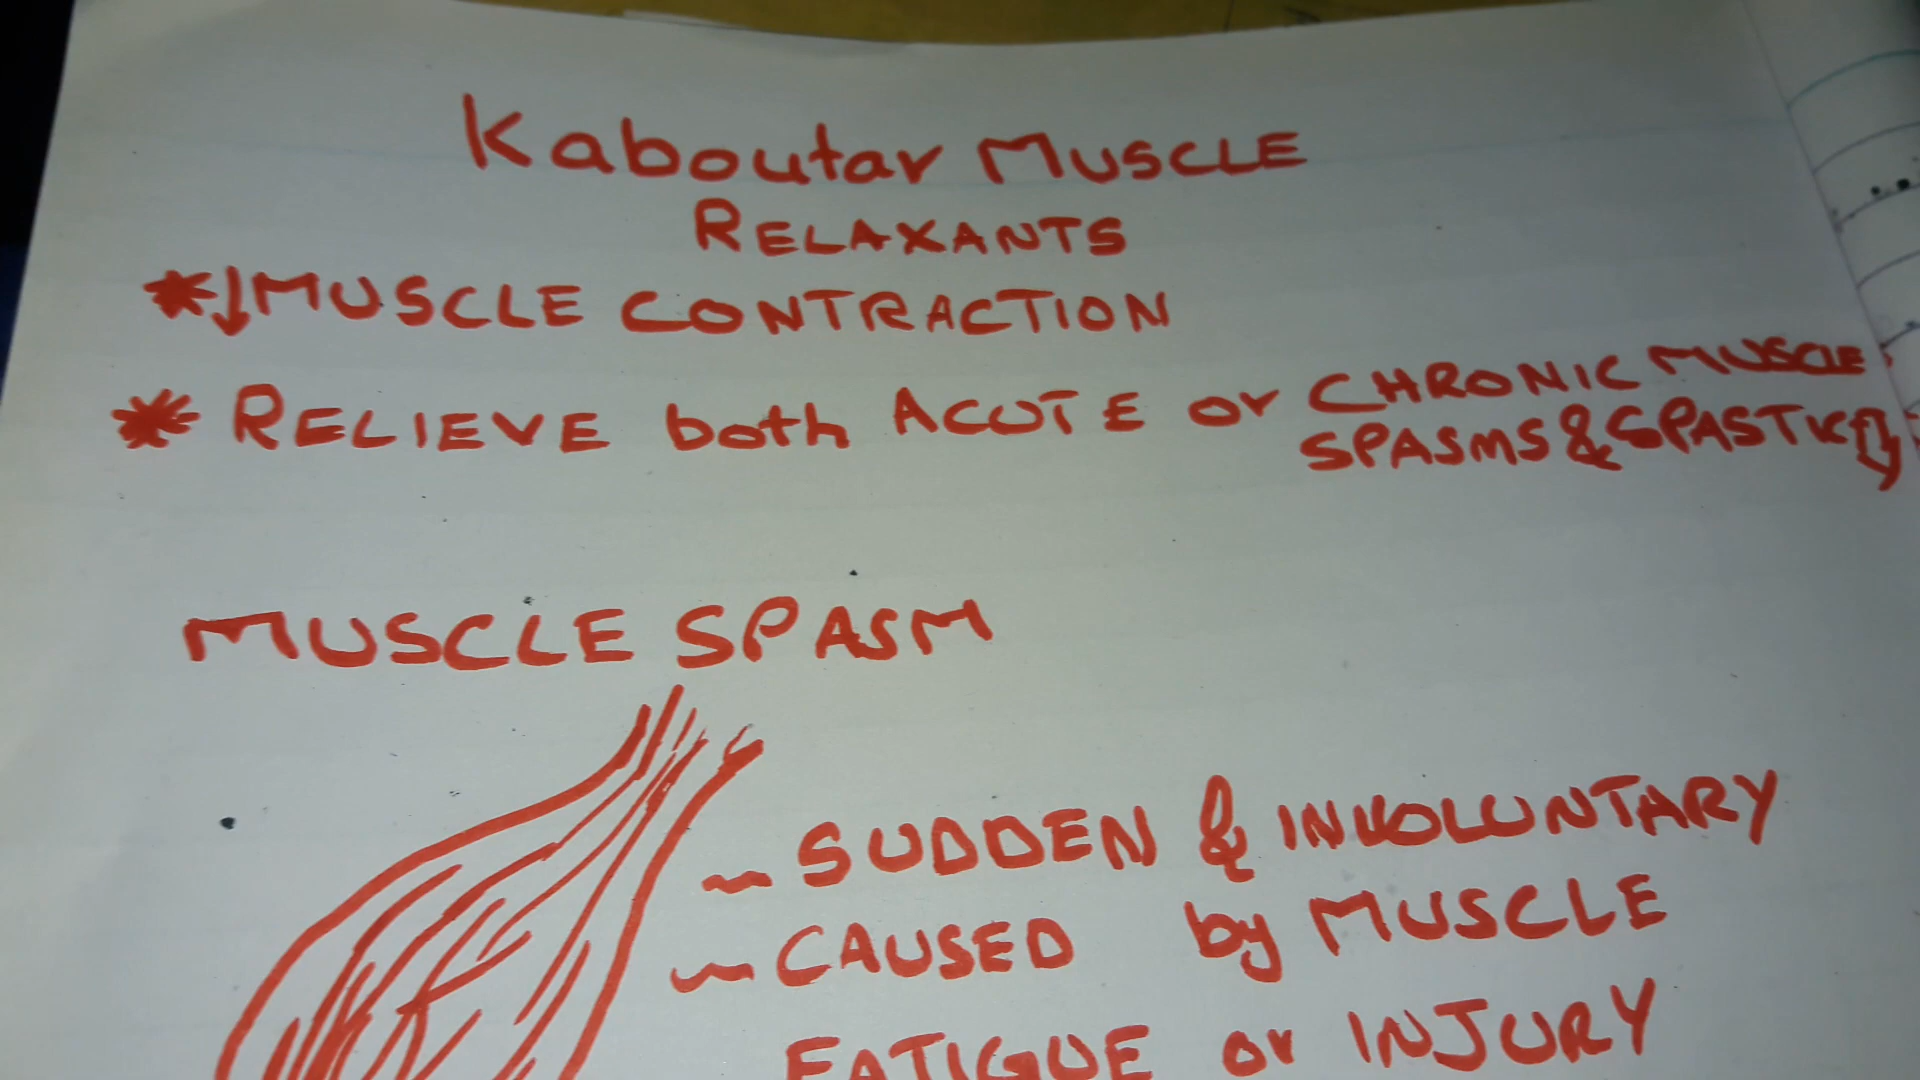 Kaboutar MUSCLE
RELAXANTS
*↓MUSCLE CONTRACTION
* RELIEVE both ACUTE or CHRONIC MUSCLE
SPASMS & SPASTIC
MUSCLE SPASM
~ SUDDEN & INVOLUNTARY
~ CAUSED by MUSCLE
FATIGUE or INJURY